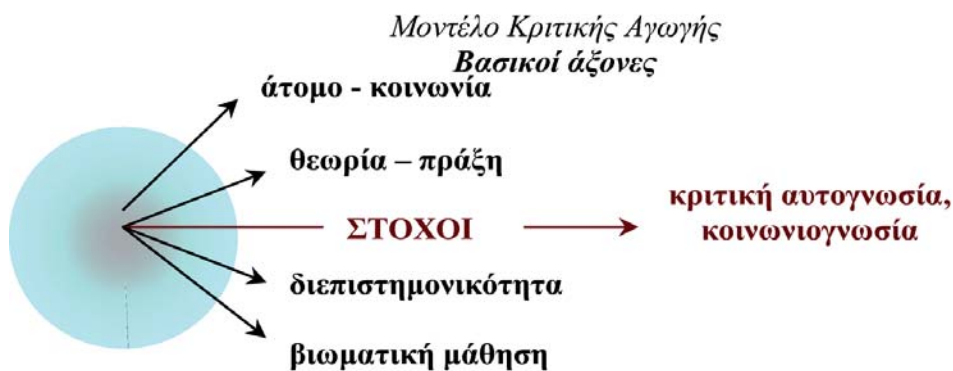 Μοντέλο Κριτικής Αγωγής
Βασικοί άξονες
άτομο - κοινωνία
θεωρία – πράξη
ΣΤΟΧΟΙ
κριτική αυτογνωσία,
κοινωνιογνωσία
διεπιστημονικότητα
βιωματική μάθηση